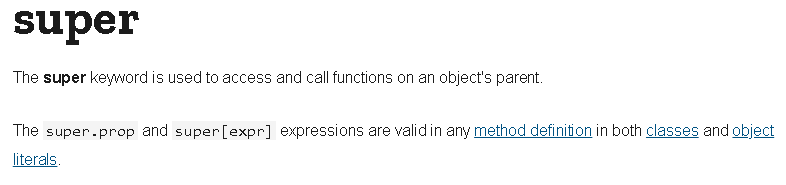 super
The super keyword is used to access and call functions on an object's parent.
The super.prop and super[expr] expressions are valid in any method definition in both classes and object
literals.